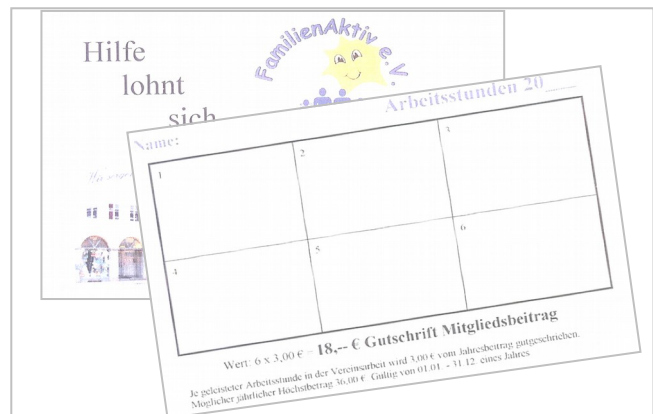 Hilfe
lohnt
sich
FamilienAktiv e.V.
Arbeitsstunden 20____
Name:
1
2
3
4
5
6
Wert: 6 x 3,00 € = 18,-- € Gutschrift Mitgliedsbeitrag
Je geleisteter Arbeitsstunde in der Vereinsarbeit wird 3,00 € vom Jahresbeitrag gutgeschrieben.
Möglicher jährlicher Höchstbetrag 36,00 € Gültig von 01.01. - 31.12. eines Jahres